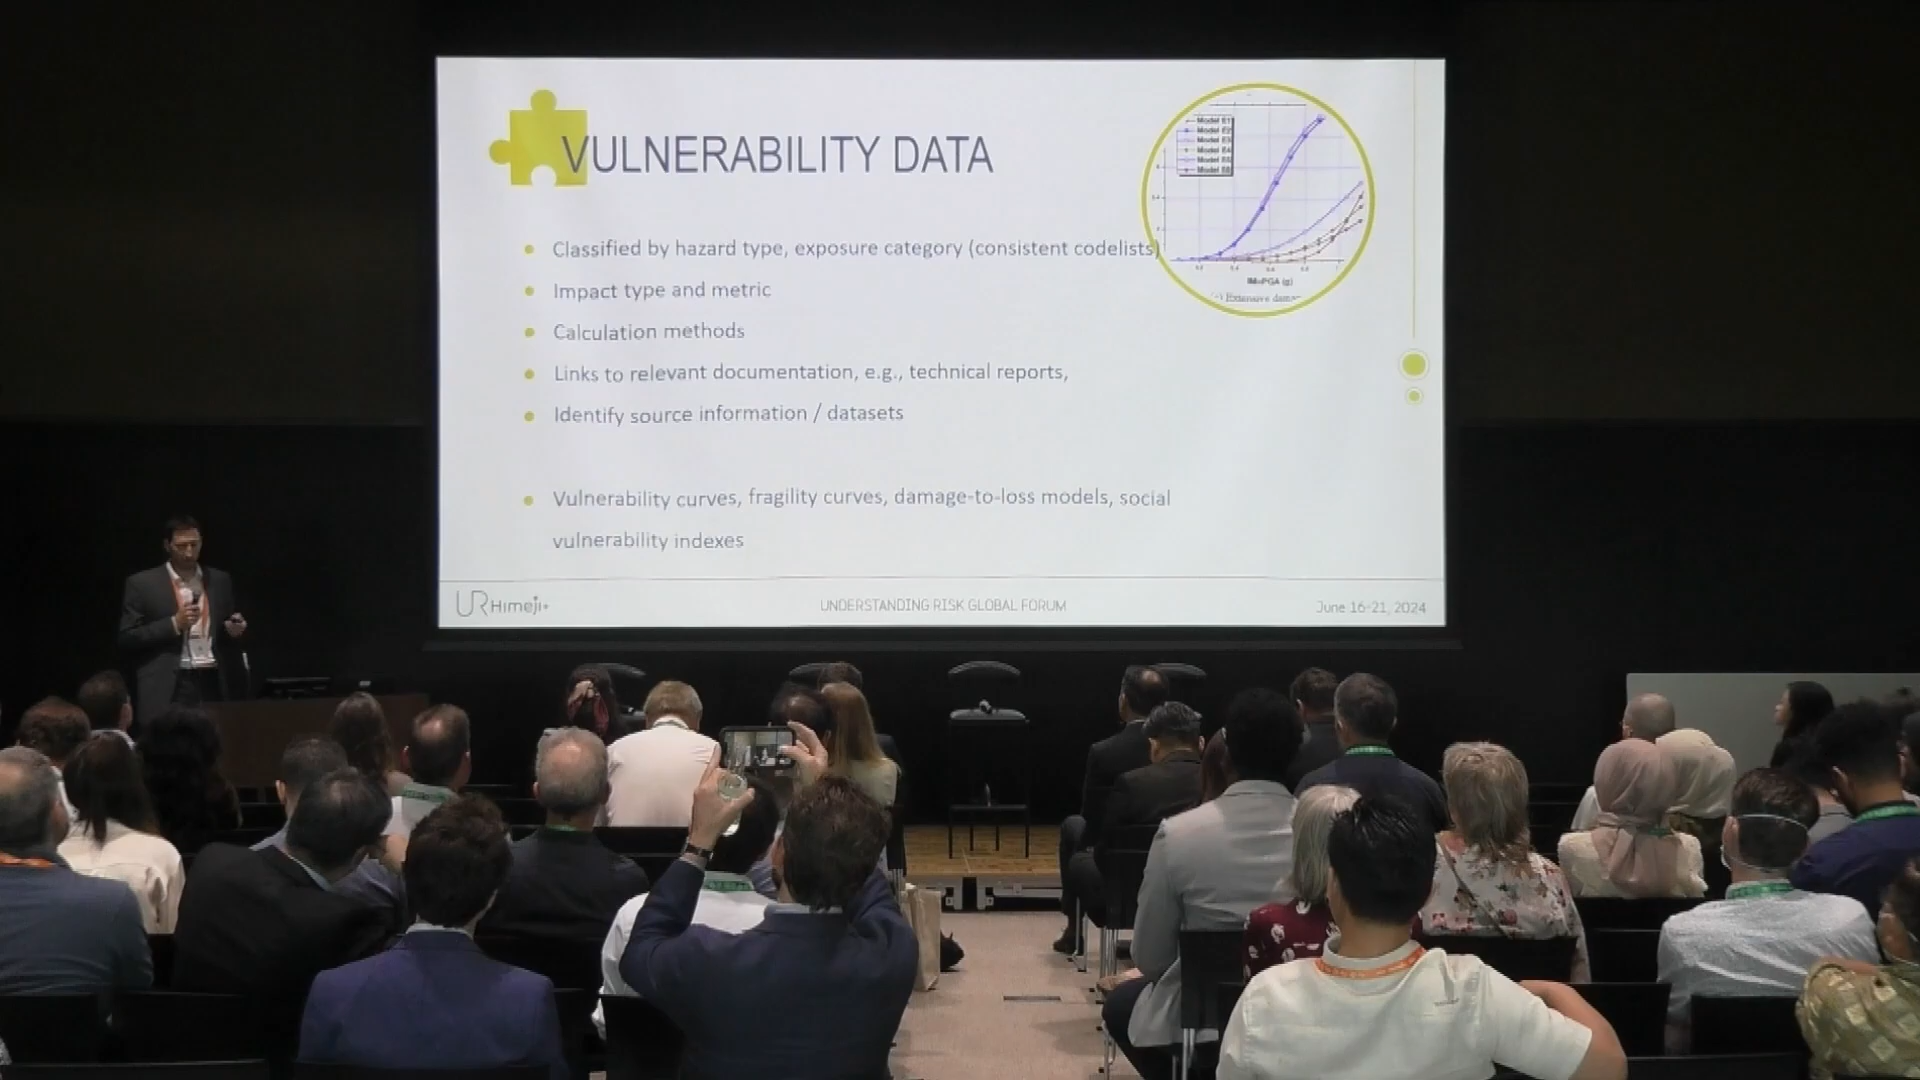 VULNERABILITY DATA
Model E1
Model E2
Model E3
Model E4
Model E5
Model E6
IM=PGA (g)
Extensive
Classified by hazard type, exposure category (consistent codelists)
Impact type and metric
Calculation methods
Links to relevant documentation, e.g., technical reports,
Identify source information / datasets
Vulnerability curves, fragility curves, damage-to-loss models, social
vulnerability indexes
UR Himeji+
UNDERSTANDING RISK GLOBAL FORUM
June 16-21, 2024